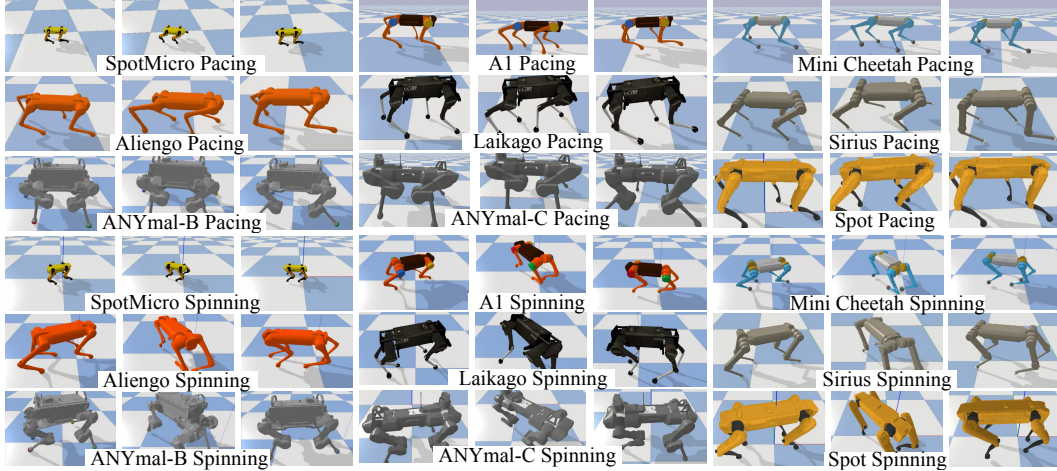 SpotMicro Pacing
A1 Pacing
Mini Cheetah Pacing
Aliengo Pacing
Laikago Pacing
Sirius Pacing
ANYmal-B Pacing
ANYmal-C Pacing
Spot Pacing
SpotMicro Spinning
A1 Spinning
Mini Cheetah Spinning
Aliengo Spinning
Laikago Spinning
Sirius Spinning
ANYmal-B Spinning
ANYmal-C Spinning
Spot Spinning